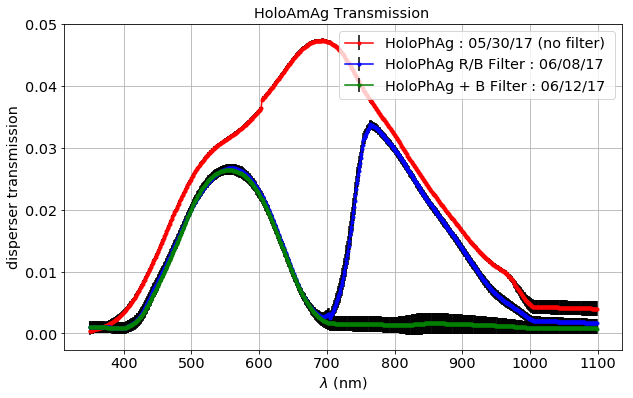 HoloAmAg Transmission
0.05
0.04
0.03
0.02
0.01
0.00
disperser transmission
HoloPhAg : 05/30/17 (no filter)
HoloPhAg R/B Filter : 06/08/17
HoloPhAg + B Filter : 06/12/17
400 500 600 700 800 900 1000 1100
λ (nm)